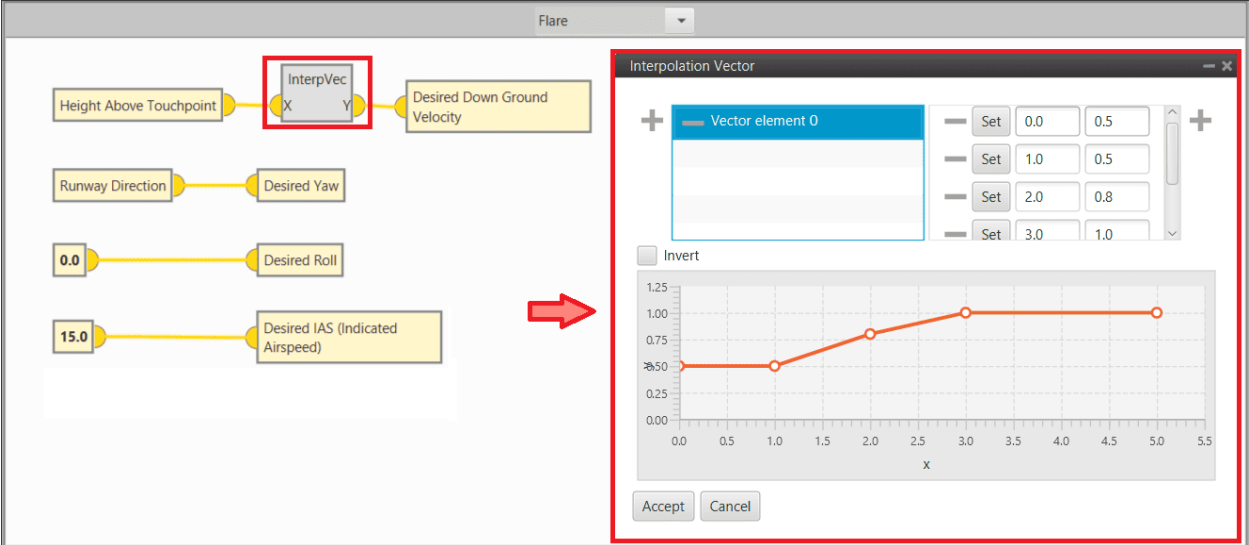 Flare
InterpVec
X Y
Height Above Touchpoint
Desired Down Ground
Velocity
Runway Direction
Desired Yaw
0.0
Desired Roll
15.0
Desired IAS (Indicated
Airspeed)
Interpolation Vector
Vector element 0
Set 0.0 0.5
Set 1.0 0.5
Set 2.0 0.8
Set 3.0 1.0
Invert
1.25
1.00
0.75
0.50
0.25
0.00
y
0.0 0.5 1.0 1.5 2.0 2.5 3.0 3.5 4.0 4.5 5.0 5.5
x
Accept Cancel